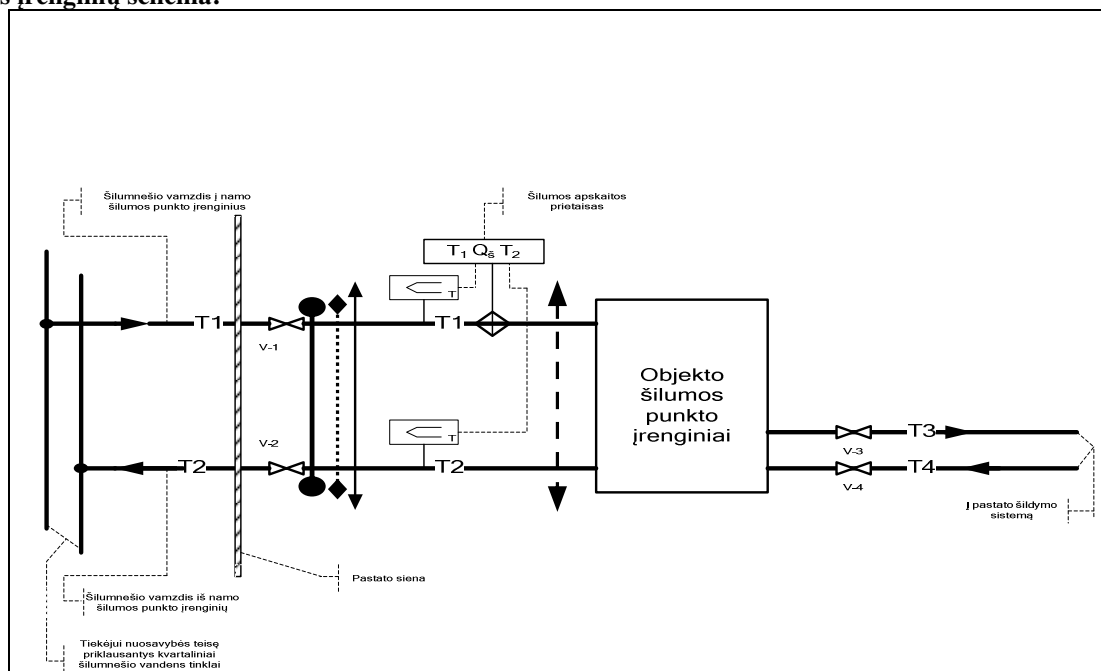 s įrenginių schema:
Šilumnešio vamzdis į namo
šilumos punkto įrenginius
Šilumos apskaitos
prietaisas
T1 Qš T2
T
T1
V-1
T1
Objekto
šilumos
punkto
įrenginiai
V-2
T
T2
T2
T3
V-3
T4
V-4
Į pastato šildymo
sistemą
Pastato siena
Šilumnešio vamzdis iš namo
šilumos punkto įrenginių
Tiekėjui nuosavybės teisę
priklausantys kvartaliniai
šilumnešio vandens tinklai